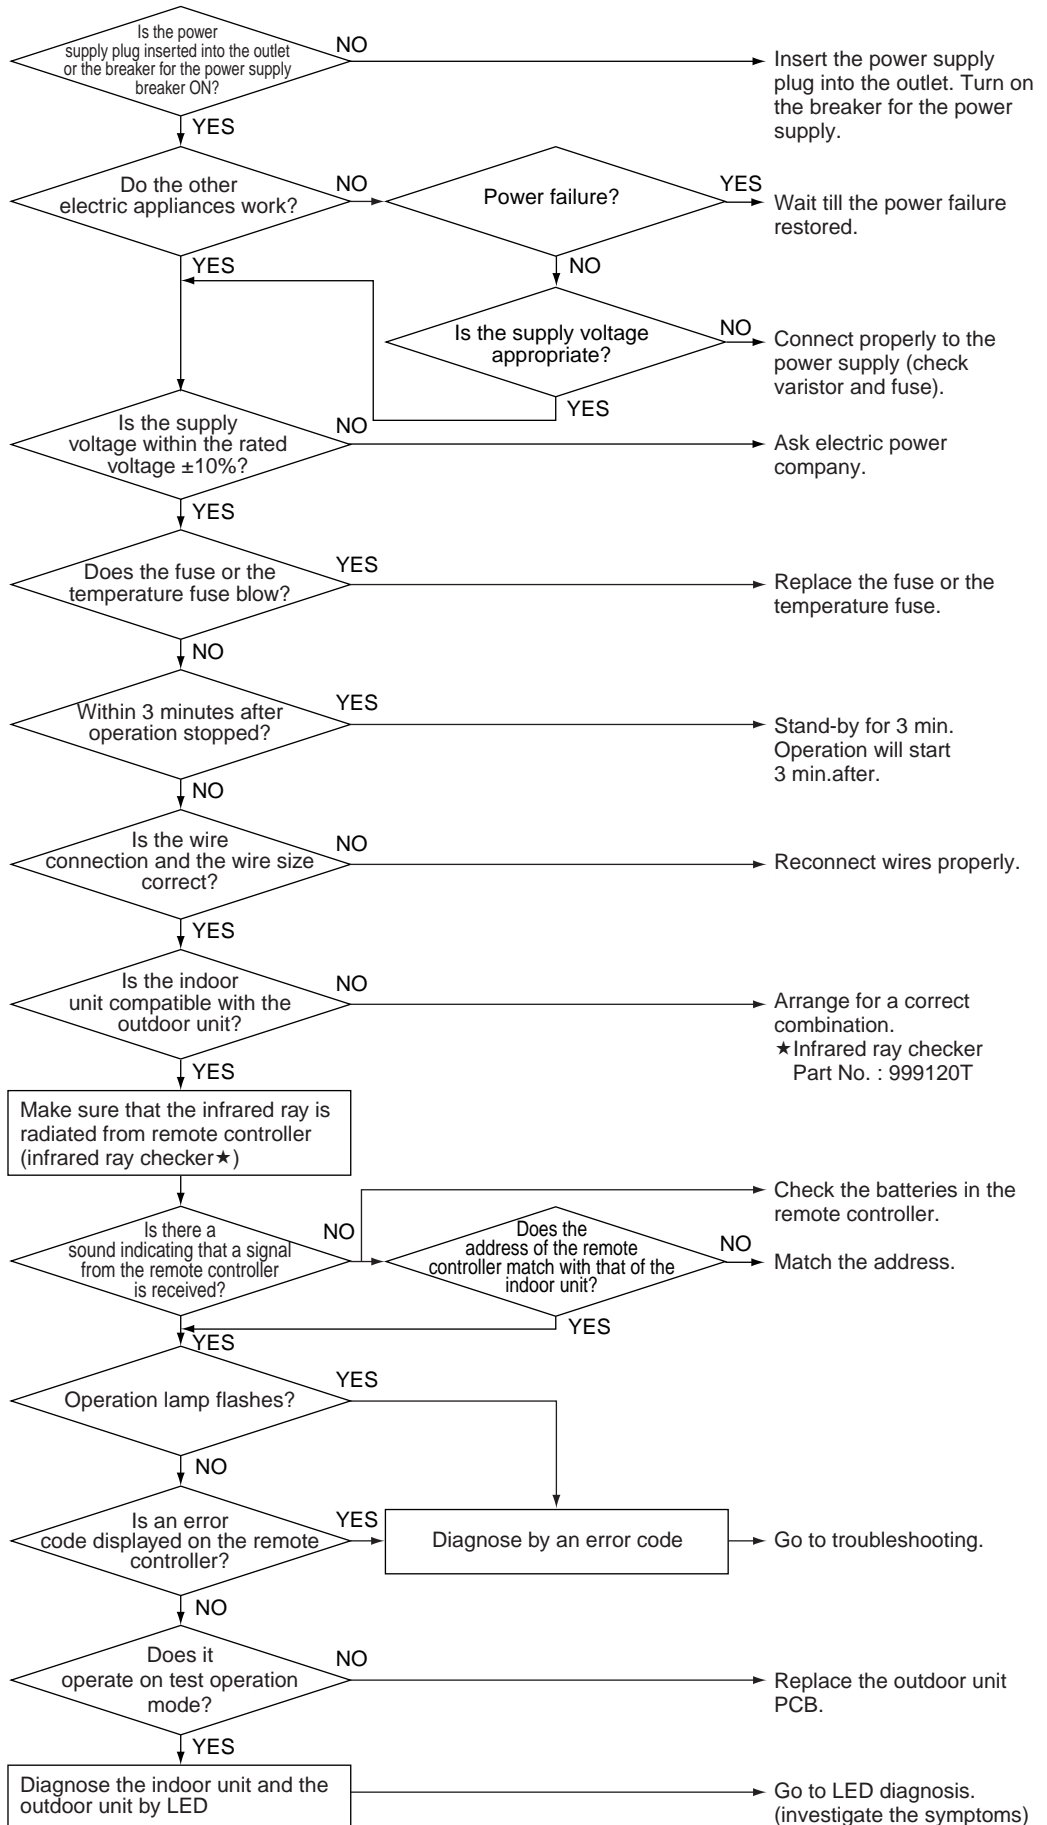 Is the power
supply plug inserted into the outlet
or the breaker for the power supply
breaker ON?
NO
Insert the power supply
plug into the outlet. Turn on
the breaker for the power
supply.
YES
Do the other
electric appliances work?
NO
Power failure?
YES
Wait till the power failure
restored.
YES
NO
Is the supply voltage
appropriate?
NO
Connect properly to the
power supply (check
varistor and fuse).
YES
Is the supply
voltage within the rated
voltage ±10%?
NO
Ask electric power
company.
YES
Does the fuse or the
temperature fuse blow?
YES
Replace the fuse or the
temperature fuse.
NO
Within 3 minutes after
operation stopped?
YES
Stand-by for 3 min.
Operation will start
3 min.after.
NO
Is the wire
connection and the wire size
correct?
NO
Reconnect wires properly.
YES
Is the indoor
unit compatible with the
outdoor unit?
NO
Arrange for a correct
combination.
★Infrared ray checker
Part No. : 999120T
YES
Make sure that the infrared ray is
radiated from remote controller
(infrared ray checker★)
Check the batteries in the
remote controller.
Is there a
sound indicating that a signal
from the remote controller
is received?
NO
Does the
address of the remote
controller match with that of the
indoor unit?
NO
Match the address.
YES
YES
Operation lamp flashes?
YES
NO
Is an error
code displayed on the remote
controller?
YES
Diagnose by an error code
Go to troubleshooting.
NO
Does it
operate on test operation
mode?
NO
Replace the outdoor unit
PCB.
YES
Diagnose the indoor unit and the
outdoor unit by LED
Go to LED diagnosis.
(investigate the symptoms)